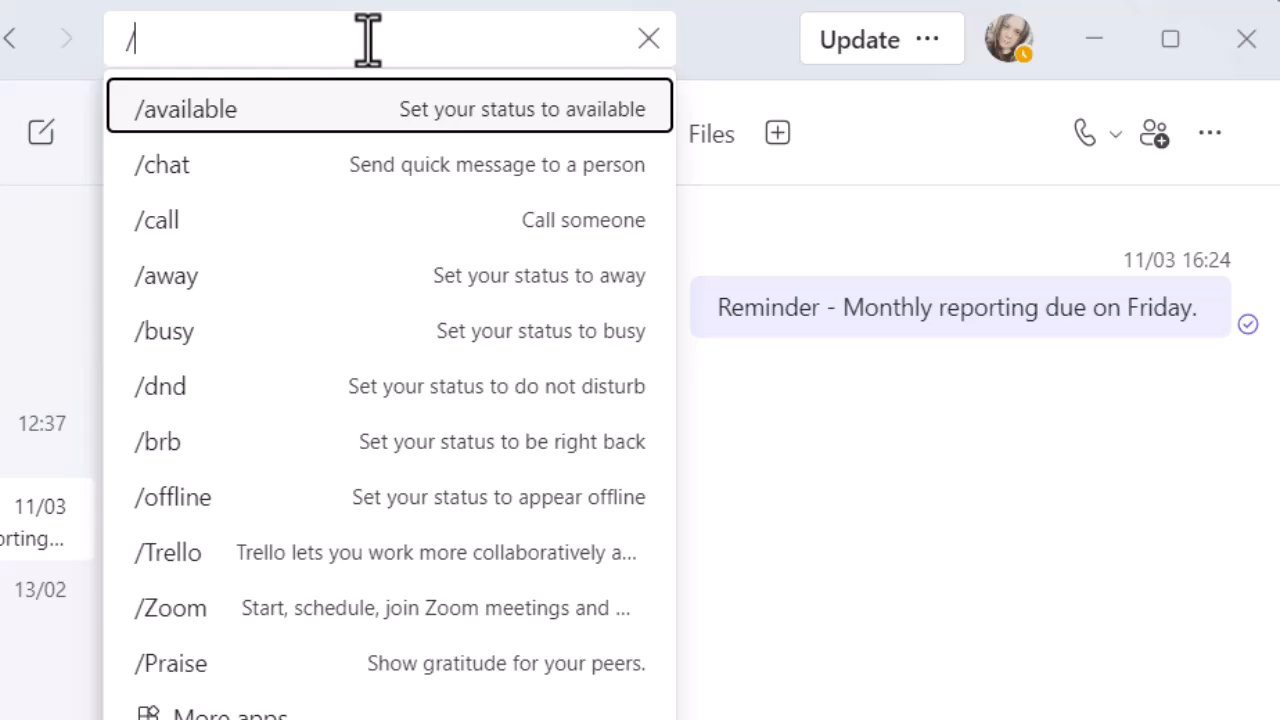 /
Update ...
/available Set your status to available
/chat Send quick message to a person
/call Call someone
/away Set your status to away
/busy Set your status to busy
/dnd Set your status to do not disturb
/brb Set your status to be right back
/offline Set your status to appear offline
/Trello Trello lets you work more collaboratively a...
/Zoom Start, schedule, join Zoom meetings and ...
/Praise Show gratitude for your peers.
More apps
12:37
11/03
orting...
13/02
Files
11/03 16:24
Reminder - Monthly reporting due on Friday.